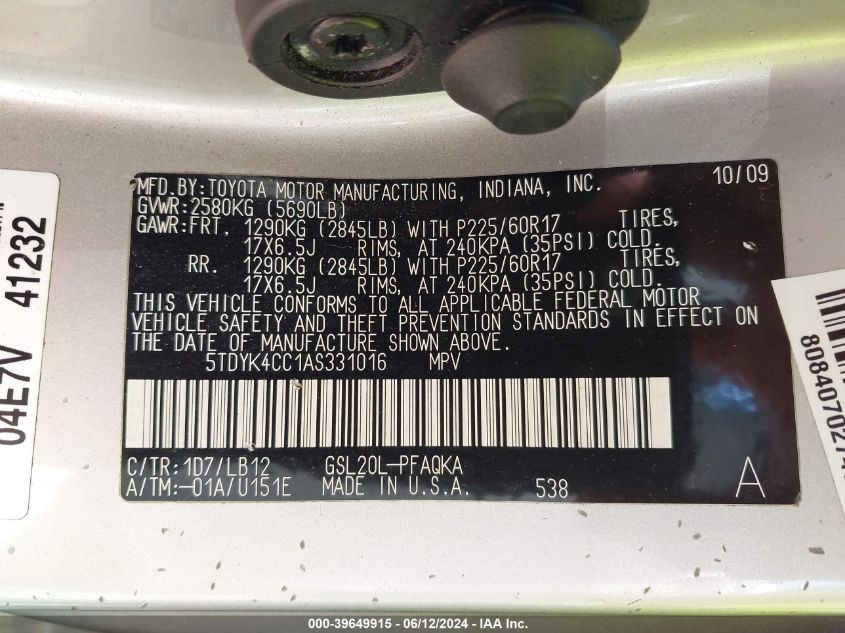 MFD.BY:TOYOTA MOTOR MANUFACTURING, INDIANA, INC. 10/09
GVWR:2580KG (5690LB)
GAWR:FRT. 1290KG (2845LB) WITH P225/60R17 TIRES,
17X6.5J RIMS, AT 240KPA (35PSI) COLD.
RR. 1290KG (2845LB) WITH P225/60R17 TIRES,
17X6.5J RIMS, AT 240KPA (35PSI) COLD.
THIS VEHICLE CONFORMS TO ALL APPLICABLE FEDERAL MOTOR
VEHICLE SAFETY AND THEFT PREVENTION STANDARDS IN EFFECT ON
THE DATE OF MANUFACTURE SHOWN ABOVE.
5TDYK4CC1AS331016 MPV
C/TR:1D7/LB12 GSL20L-PFAQKA
A/TM:-01A/U151E MADE IN U.S.A. 538 A
04E7V 41232
000-39649915 - 06/12/2024 - IAA Inc.